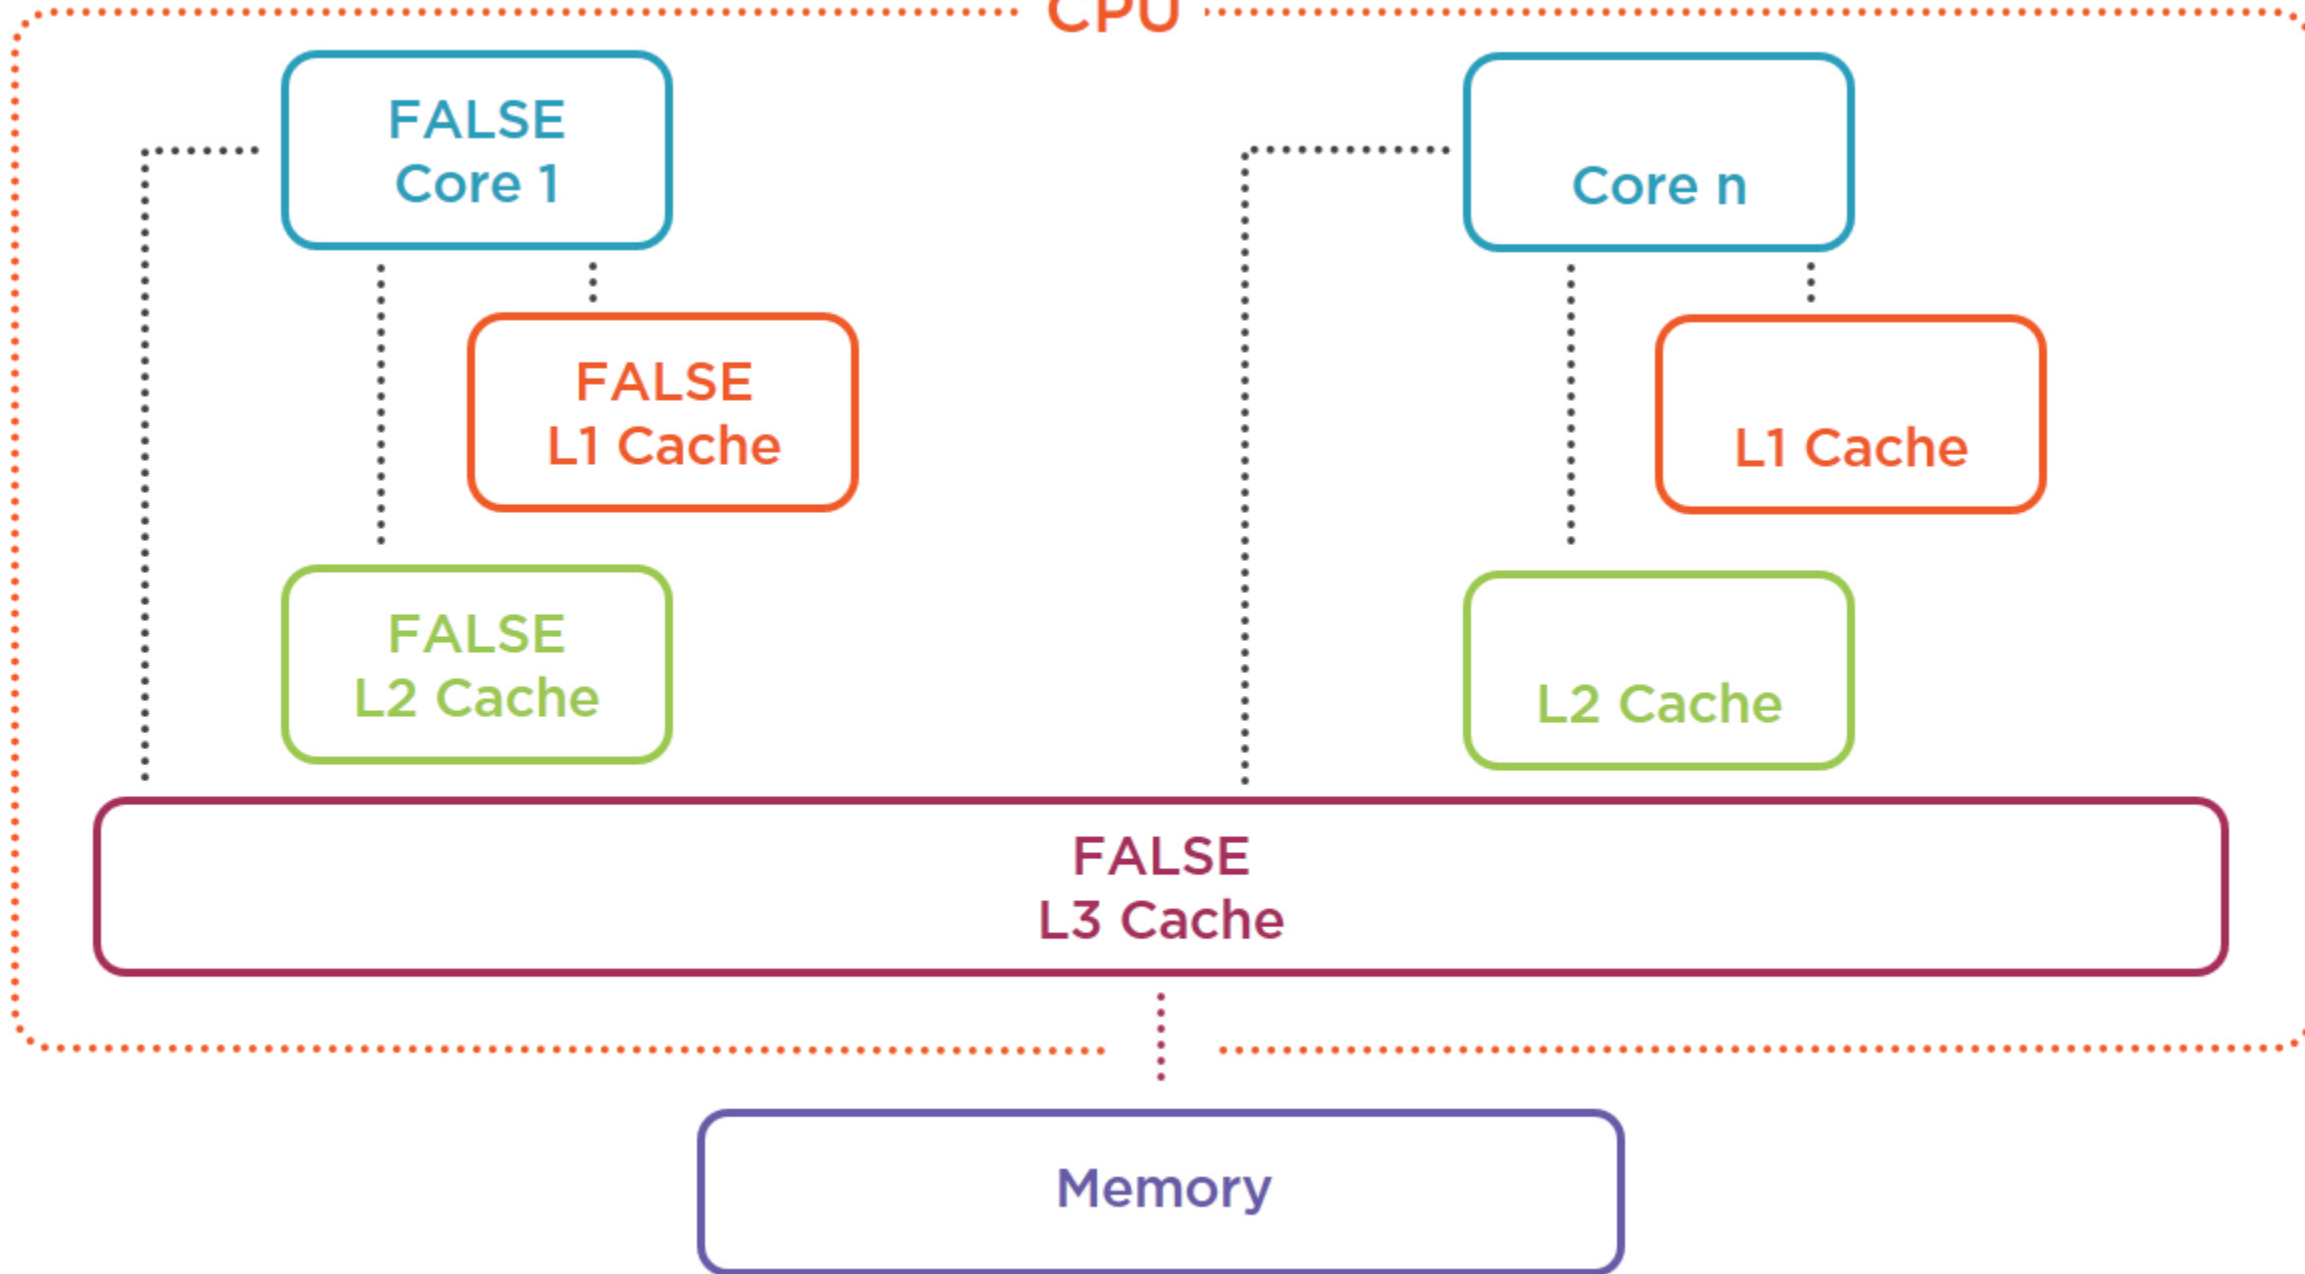 CPU
FALSE
Core 1
Core n
FALSE
L1 Cache
L1 Cache
FALSE
L2 Cache
L2 Cache
FALSE
L3 Cache
Memory